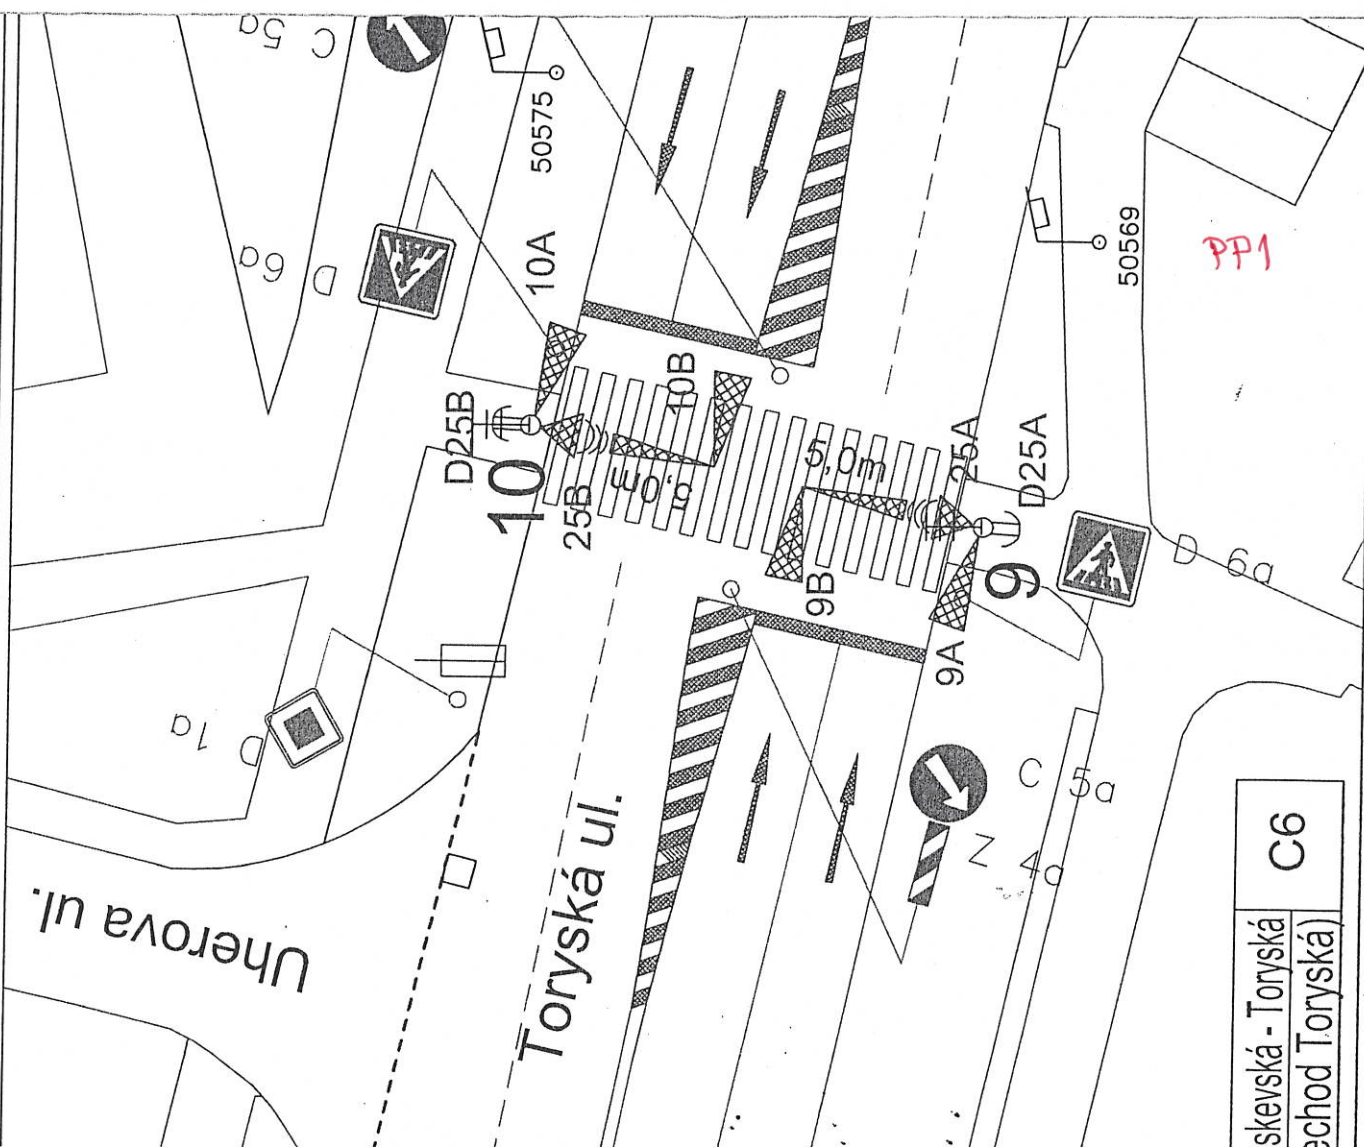 C 5a
50575
10A
D 6a
50569
PP1
10B
D25B
10
25B
5,0m
5,0m
25A
D25A
9
9B
9A
D 6a
D 1a
C 5a
Z 4c
Toryská ul.
Uherova ul.
C6
skevská - Toryská
echod Toryská)